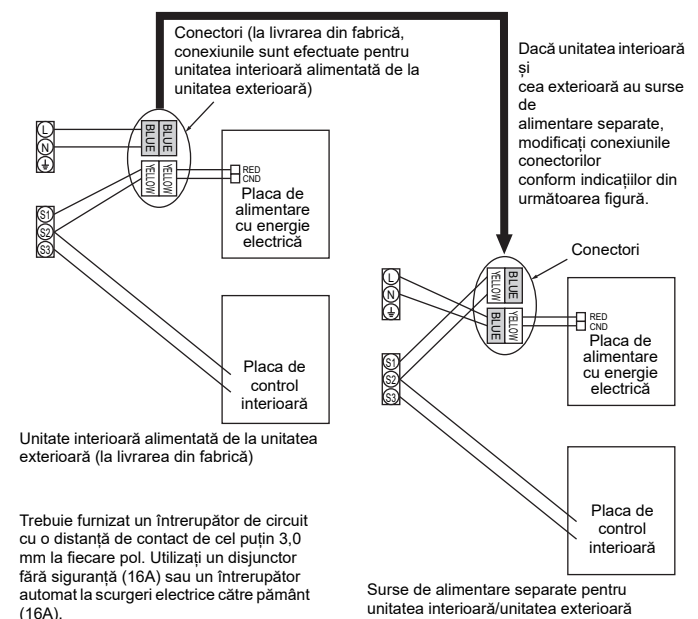 Conectori (la livrarea din fabrică,
conexiunile sunt efectuate pentru
unitatea interioară alimentată de la
unitatea exterioară)
L
N
BLUE
BLUE
YELLOW
YELLOW
RED
CND
Placa de
alimentare
cu energie
electrică
S1
S2
S3
Placa de
control
interioară
Unitate interioară alimentată de la unitatea
exterioară (la livrarea din fabrică)
Trebuie furnizat un întrerupător de circuit
cu o distanță de contact de cel puțin 3,0
mm la fiecare pol. Utilizați un disjunctor
fără siguranță (16A) sau un întrerupător
automat la scurgeri electrice către pământ
(16A).
Dacă unitatea interioară
și
cea exterioară au surse
de
alimentare separate,
modificați conexiunile
conectorilor
conform indicațiilor din
următoarea figură.
Conectori
L
N
YELLOW
BLUE
BLUE
YELLOW
RED
CND
Placa de
alimentare
cu energie
electrică
S1
S2
S3
Placa de
control
interioară
Surse de alimentare separate pentru
unitatea interioară/unitatea exterioară